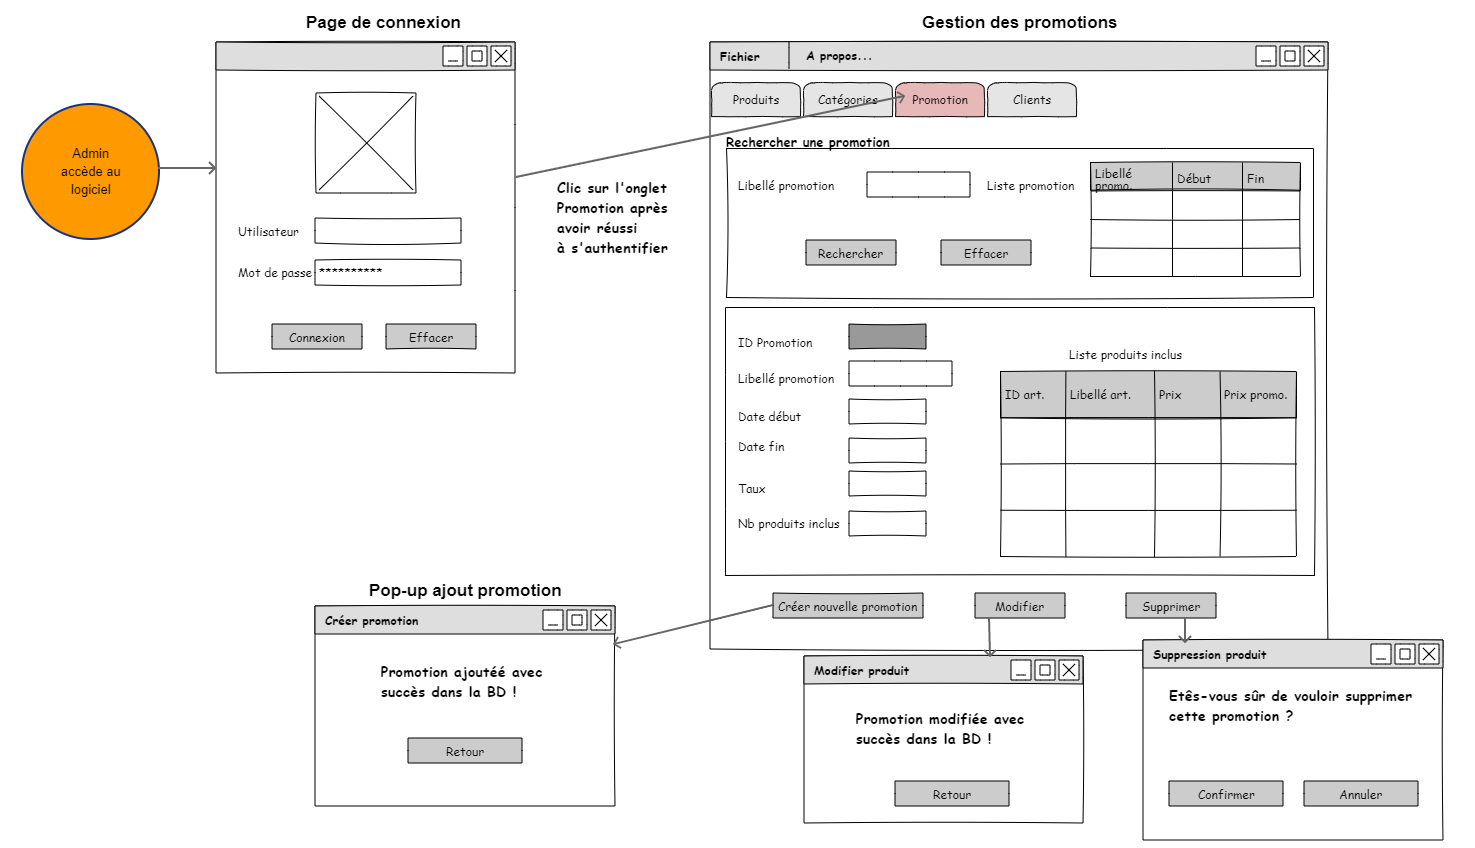 Page de connexion
Gestion des promotions
Fichier
A propos...
Produits
Catégories
Promotion
Clients
Admin
accède au
logiciel
Utilisateur
Mot de passe
**********
Connexion
Effacer
Clic sur l'onglet
Promotion après
avoir réussi
à s'authentifier
Rechercher une promotion
Libellé promotion
Liste promotion
Libellé
promo.
Début
Fin
Rechercher
Effacer
ID Promotion
Libellé promotion
Date début
Date fin
Taux
Nb produits inclus
Liste produits inclus
ID art.
Libellé art.
Prix
Prix promo.
Créer nouvelle promotion
Modifier
Supprimer
Pop-up ajout promotion
Créer promotion
Promotion ajoutéé avec
succès dans la BD !
Retour
Modifier produit
Promotion modifiée avec
succès dans la BD !
Retour
Suppression produit
Etês-vous sûr de vouloir supprimer
cette promotion ?
Confirmer
Annuler